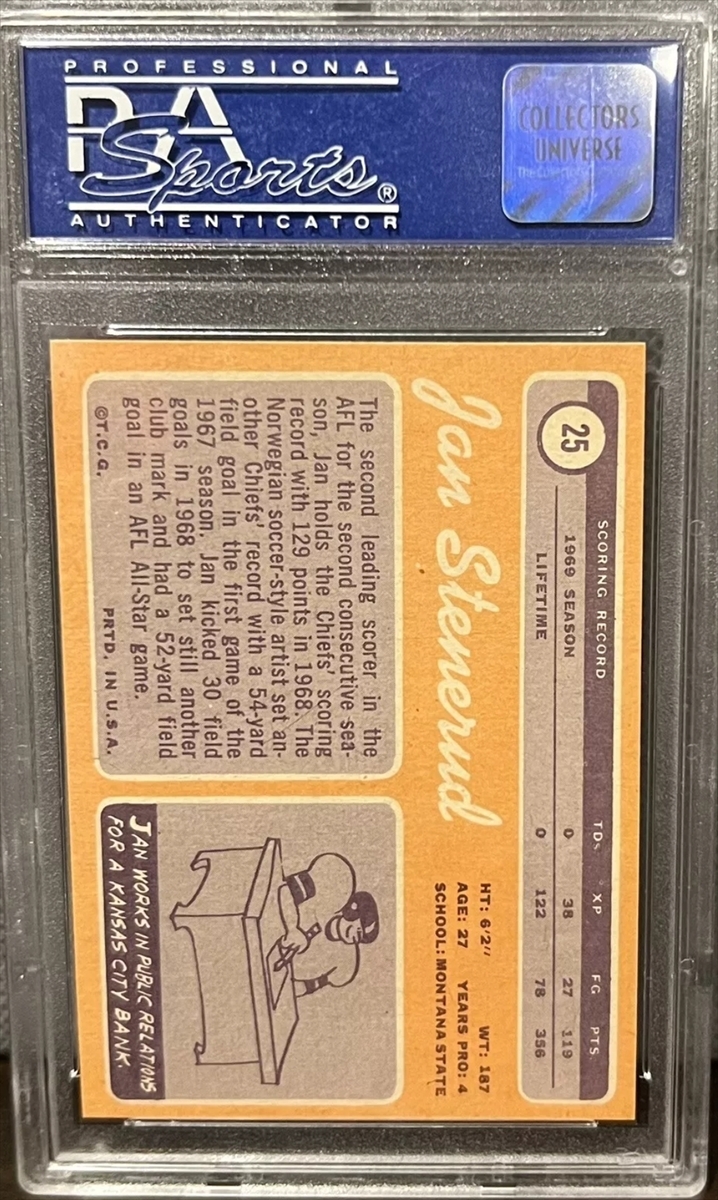 PROFESSIONAL
PSA
Sports®
AUTHENTICATOR
COLLECTORS
UNIVERSE
25
SCORING RECORD TDs XP FG PTS
1969 SEASON 0 38 27 119
LIFETIME 0 122 78 356
Jan Stenerud
HT: 6'2" WT: 187
AGE: 27 YEARS PRO: 4
SCHOOL: MONTANA STATE
The second leading scorer in the
AFL for the second consecutive sea-
son, Jan holds the Chiefs' scoring
record with 129 points in 1968. The
Norwegian soccer-style artist set an-
other Chiefs' record with a 54-yard
field goal in the first game of the
1967 season. Jan kicked 30 field
goals in 1968 to set still another
club mark and had a 52-yard field
goal in an AFL All-Star game.
©T.C.G. PRTD. IN U.S.A.
JAN WORKS IN PUBLIC RELATIONS
FOR A KANSAS CITY BANK.